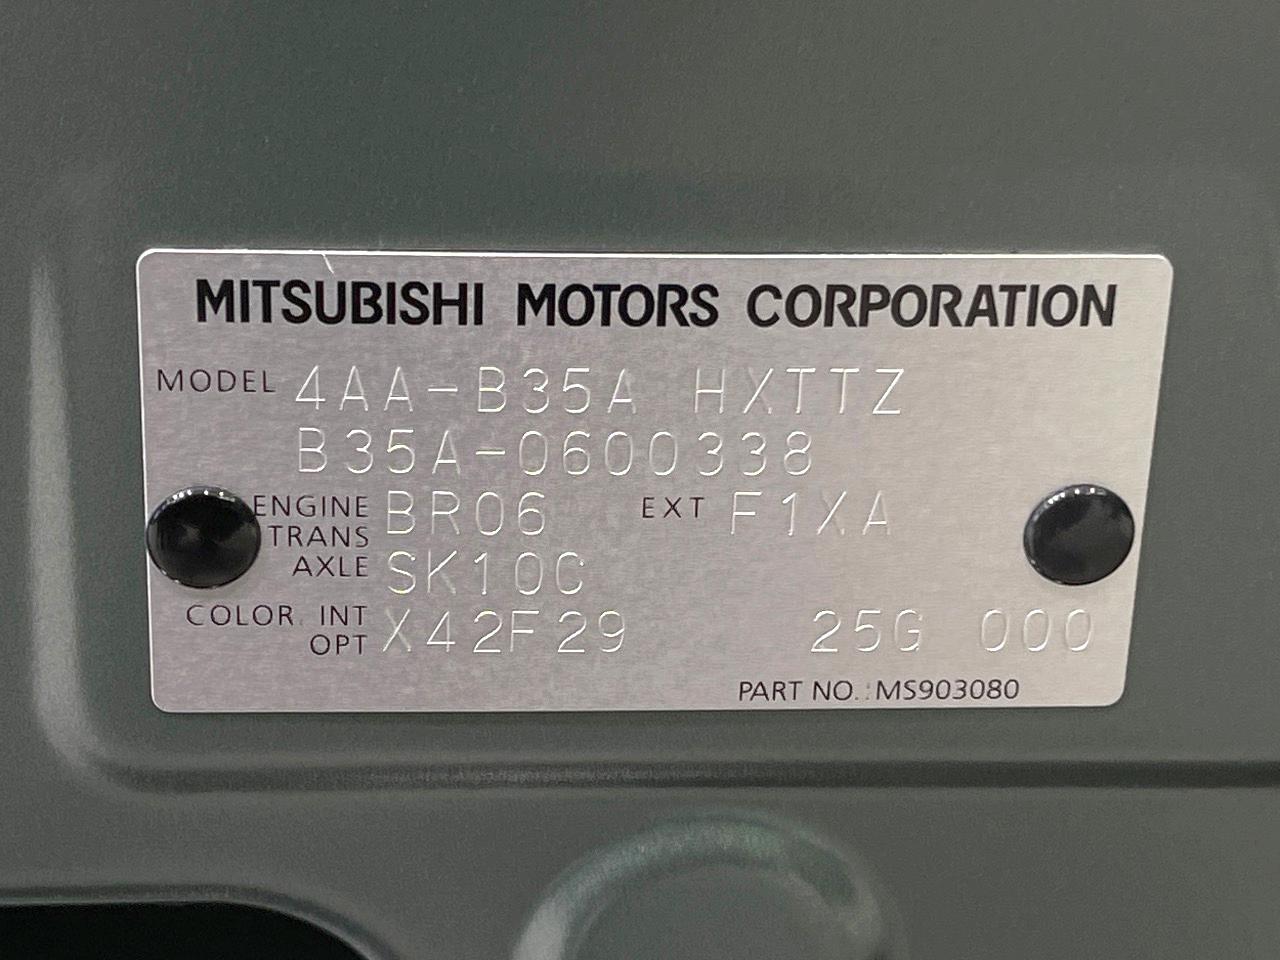 MITSUBISHI MOTORS CORPORATION
MODEL 4AA-B35A HXTTZ
B35A-0600338
ENGINE BR06 EXT F1XA
TRANS
AXLE SK10C
COLOR INT
OPT X42F29 25G 000
PART NO.:MS903080